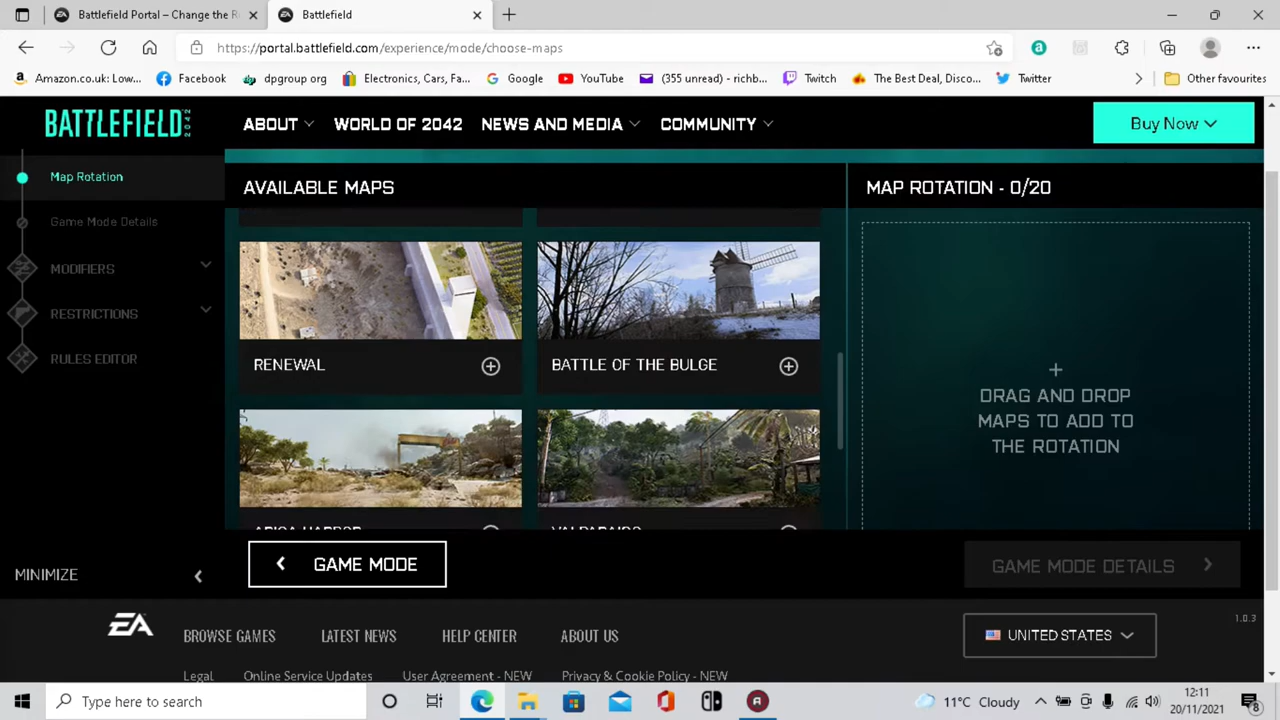 Battlefield Portal – Change the R
Battlefield
https://portal.battlefield.com/experience/mode/choose-maps
Amazon.co.uk: Low...
Facebook
dpgroup org
Electronics, Cars, Fa...
Google
YouTube
(355 unread) - richb...
Twitch
The Best Deal, Disco...
Twitter
Other favourites
BATTLEFIELD 2042
ABOUT
WORLD OF 2042
NEWS AND MEDIA
COMMUNITY
Buy Now
Map Rotation
Game Mode Details
MODIFIERS
RESTRICTIONS
RULES EDITOR
MINIMIZE
AVAILABLE MAPS
RENEWAL
BATTLE OF THE BULGE
ARICA HARBOR
VALPARAISO
GAME MODE
MAP ROTATION - 0/20
+
DRAG AND DROP
MAPS TO ADD TO
THE ROTATION
GAME MODE DETAILS
EA
BROWSE GAMES
LATEST NEWS
HELP CENTER
ABOUT US
UNITED STATES
1.0.3
Legal
Online Service Updates
User Agreement - NEW
Privacy & Cookie Policy - NEW
Type here to search
11°C Cloudy
12:11
20/11/2021
8